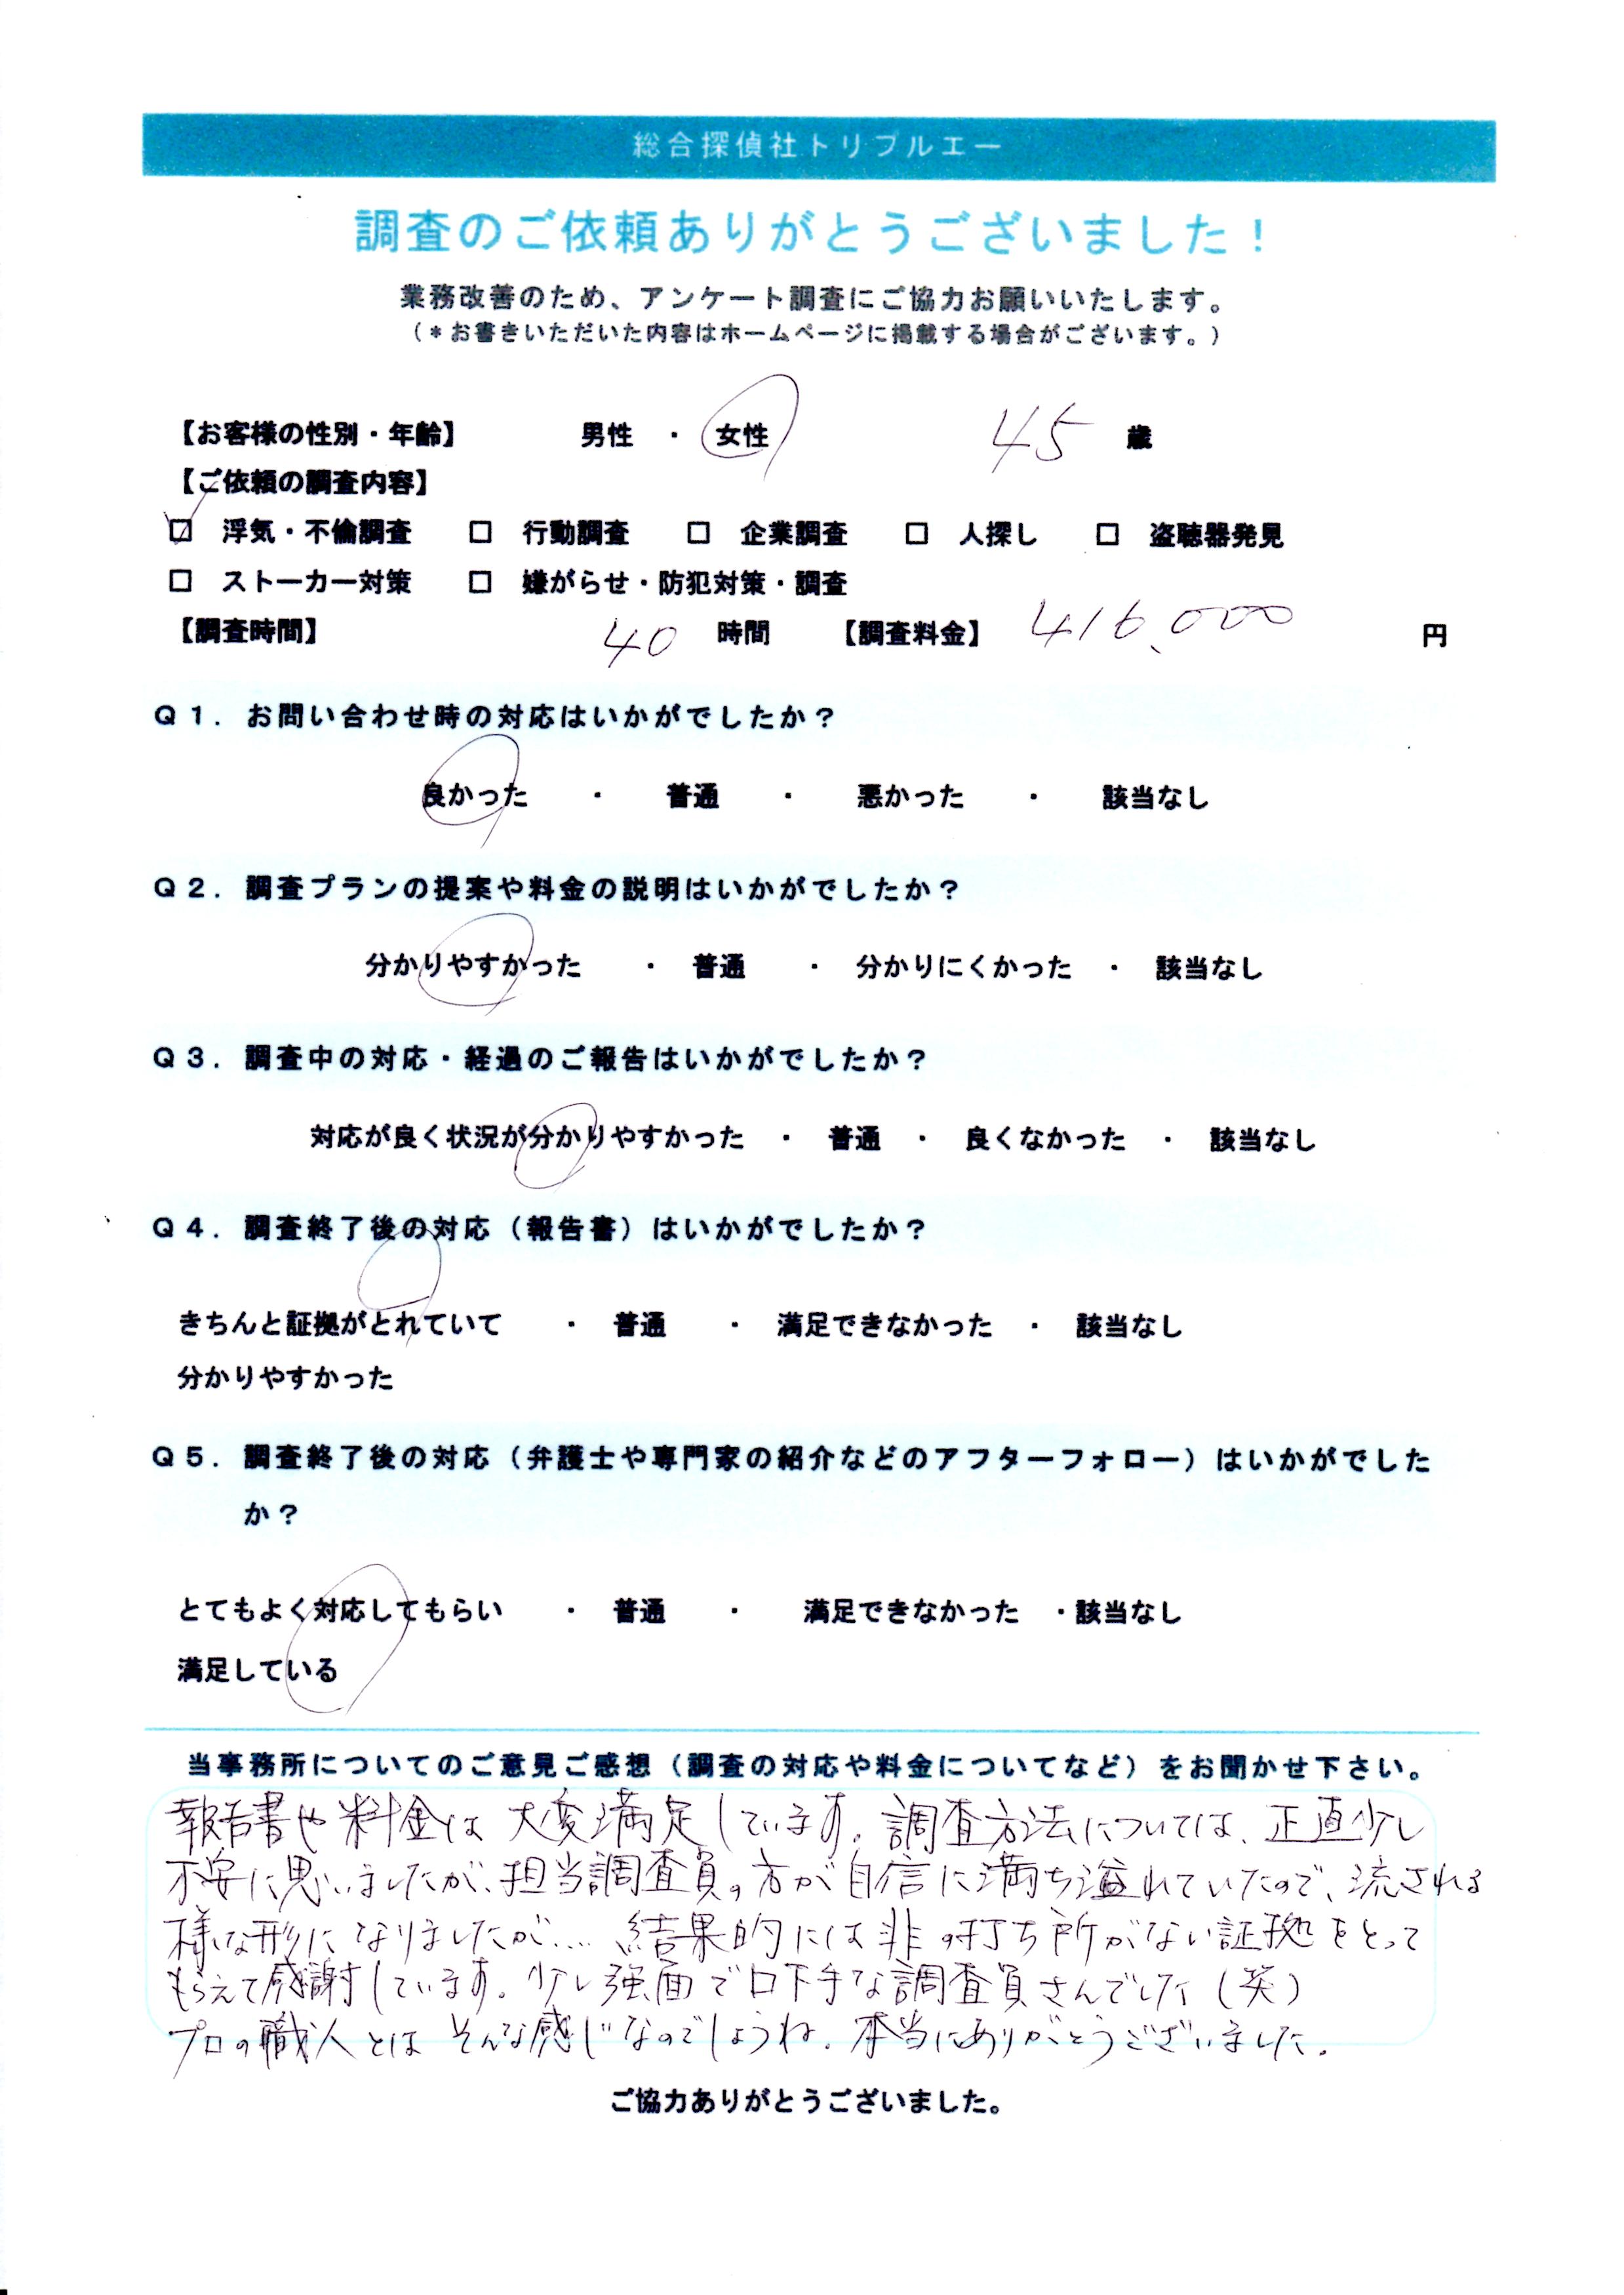 総合探偵社トリプルエー
調査のご依頼ありがとうございました！
業務改善のため、アンケート調査にご協力お願いいたします。
（＊お書きいただいた内容はホームページに掲載する場合がございます。）
【お客様の性別・年齢】 男性 ・ 女性 45 歳
【ご依頼の調査内容】
☑ 浮気・不倫調査 □ 行動調査 □ 企業調査 □ 人探し □ 盗聴器発見
□ ストーカー対策 □ 嫌がらせ・防犯対策・調査
【調査時間】 40 時間 【調査料金】 416,000 円
Ｑ１．お問い合わせ時の対応はいかがでしたか？
良かった ・ 普通 ・ 悪かった ・ 該当なし
Ｑ２．調査プランの提案や料金の説明はいかがでしたか？
分かりやすかった ・ 普通 ・ 分かりにくかった ・ 該当なし
Ｑ３．調査中の対応・経過のご報告はいかがでしたか？
対応が良く状況が分かりやすかった ・ 普通 ・ 良くなかった ・ 該当なし
Ｑ４．調査終了後の対応（報告書）はいかがでしたか？
きちんと証拠がとれていて ・ 普通 ・ 満足できなかった ・ 該当なし
分かりやすかった
Ｑ５．調査終了後の対応（弁護士や専門家の紹介などのアフターフォロー）はいかがでした
か？
とてもよく対応してもらい ・ 普通 ・ 満足できなかった ・該当なし
満足している
当事務所についてのご意見ご感想（調査の対応や料金についてなど）をお聞かせ下さい。
報告書や料金は大変満足しています。調査方法については、正直少し
不安に思いましたが、担当調査員の方が自信に満ち溢れていたので、流される
様な形になりましたが… 結果的には非の打ち所がない証拠をとって
もらえて感謝しています。少し強面で口下手な調査員さんでした（笑）
プロの職人とはそんな感じなのでしょうね。本当にありがとうございました。
ご協力ありがとうございました。